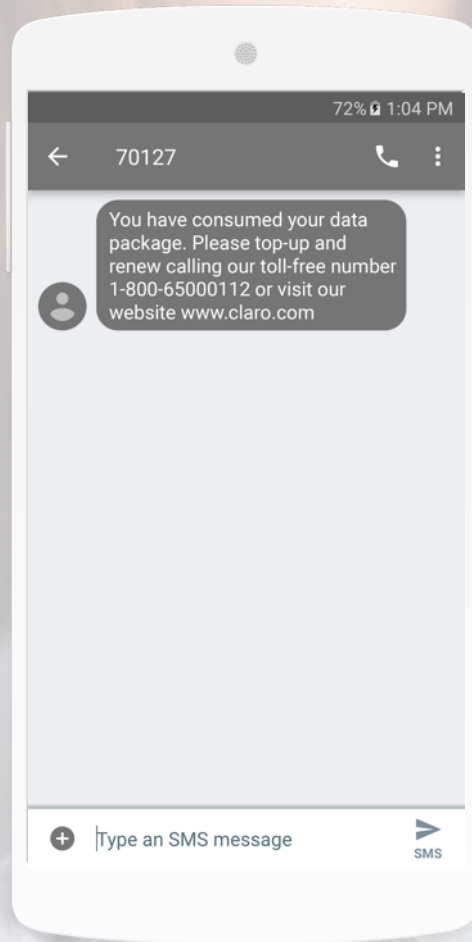 72% 1:04 PM
70127
You have consumed your data
package. Please top-up and
renew calling our toll-free number
1-800-65000112 or visit our
website www.claro.com
Type an SMS message
SMS